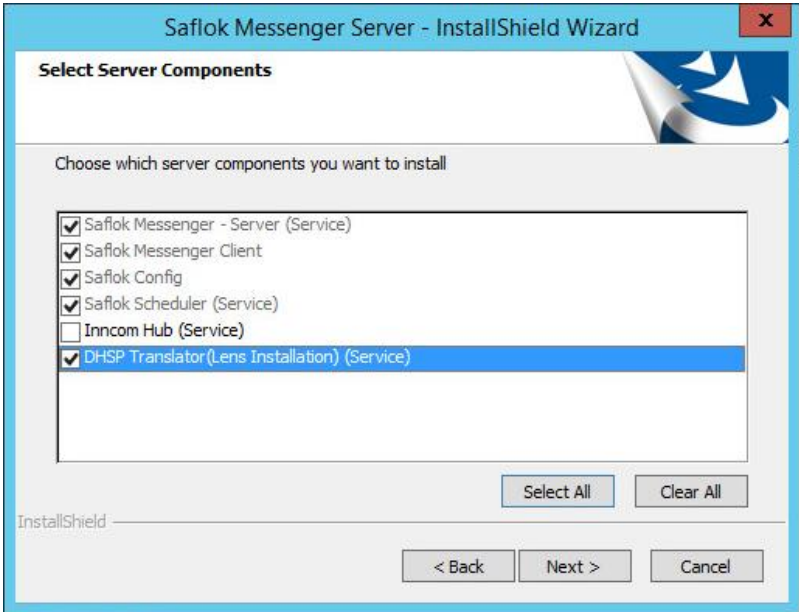 Saflok Messenger Server - InstallShield Wizard
x
Select Server Components
Choose which server components you want to install
Saflok Messenger - Server (Service)
Saflok Messenger Client
Saflok Config
Saflok Scheduler (Service)
Inncom Hub (Service)
DHSP Translator(Lens Installation) (Service)
Select All
Clear All
InstallShield
< Back
Next >
Cancel